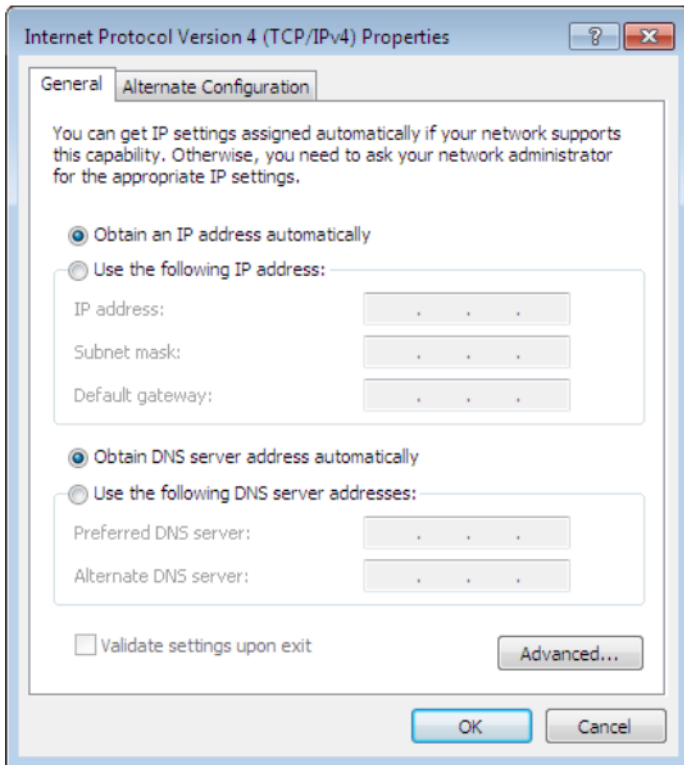 Internet Protocol Version 4 (TCP/IPv4) Properties
General
Alternate Configuration
You can get IP settings assigned automatically if your network supports
this capability. Otherwise, you need to ask your network administrator
for the appropriate IP settings.
Obtain an IP address automatically
Use the following IP address:
IP address:
Subnet mask:
Default gateway:
Obtain DNS server address automatically
Use the following DNS server addresses:
Preferred DNS server:
Alternate DNS server:
Validate settings upon exit
Advanced...
OK
Cancel